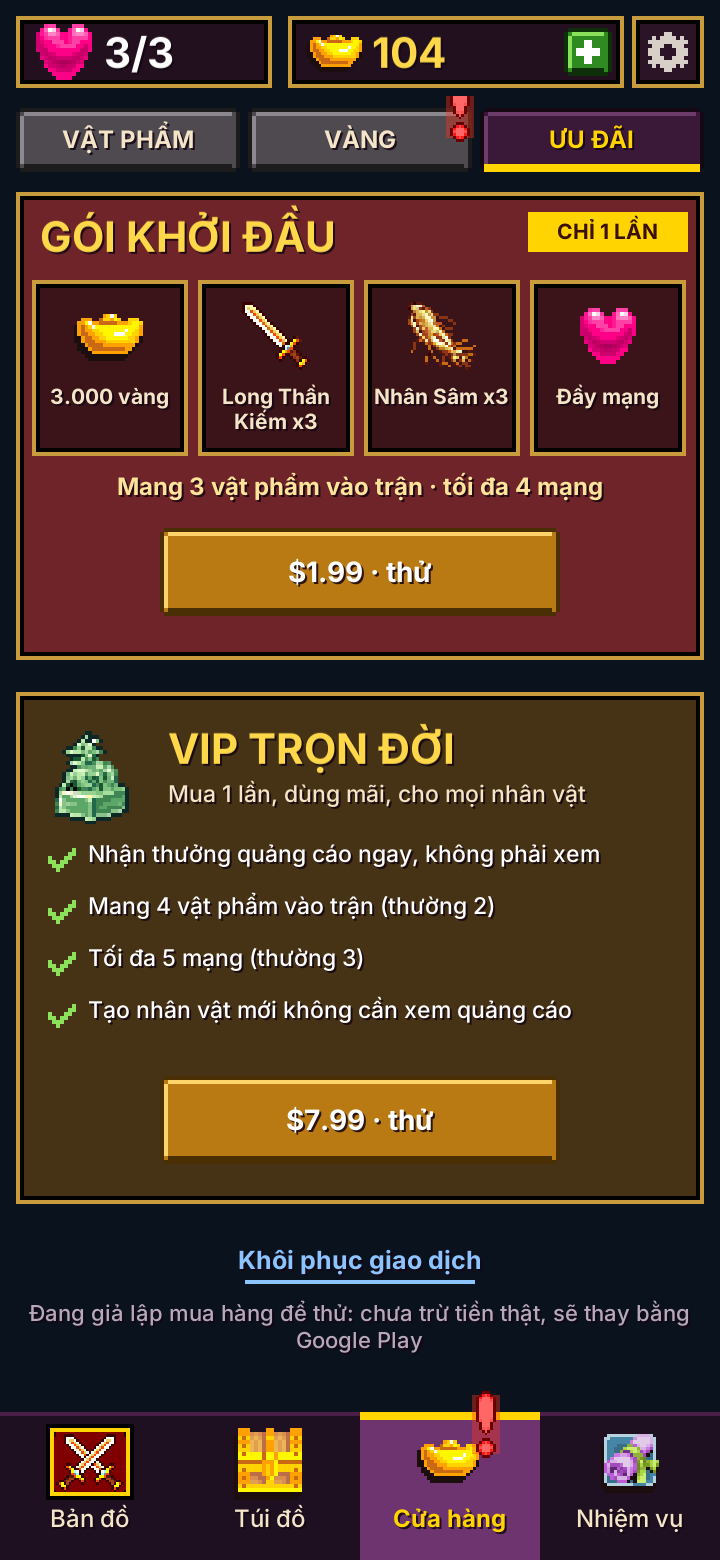 3/3
104
VẬT PHẨM
VÀNG
ƯU ĐÃI
GÓI KHỞI ĐẦU
CHỈ 1 LẦN
3.000 vàng
Long Thần
Kiếm x3
Nhân Sâm x3
Đầy mạng
Mang 3 vật phẩm vào trận · tối đa 4 mạng
$1.99 · thử
VIP TRỌN ĐỜI
Mua 1 lần, dùng mãi, cho mọi nhân vật
Nhận thưởng quảng cáo ngay, không phải xem
Mang 4 vật phẩm vào trận (thường 2)
Tối đa 5 mạng (thường 3)
Tạo nhân vật mới không cần xem quảng cáo
$7.99 · thử
Khôi phục giao dịch
Đang giả lập mua hàng để thử: chưa trừ tiền thật, sẽ thay bằng
Google Play
Bản đồ
Túi đồ
Cửa hàng
Nhiệm vụ